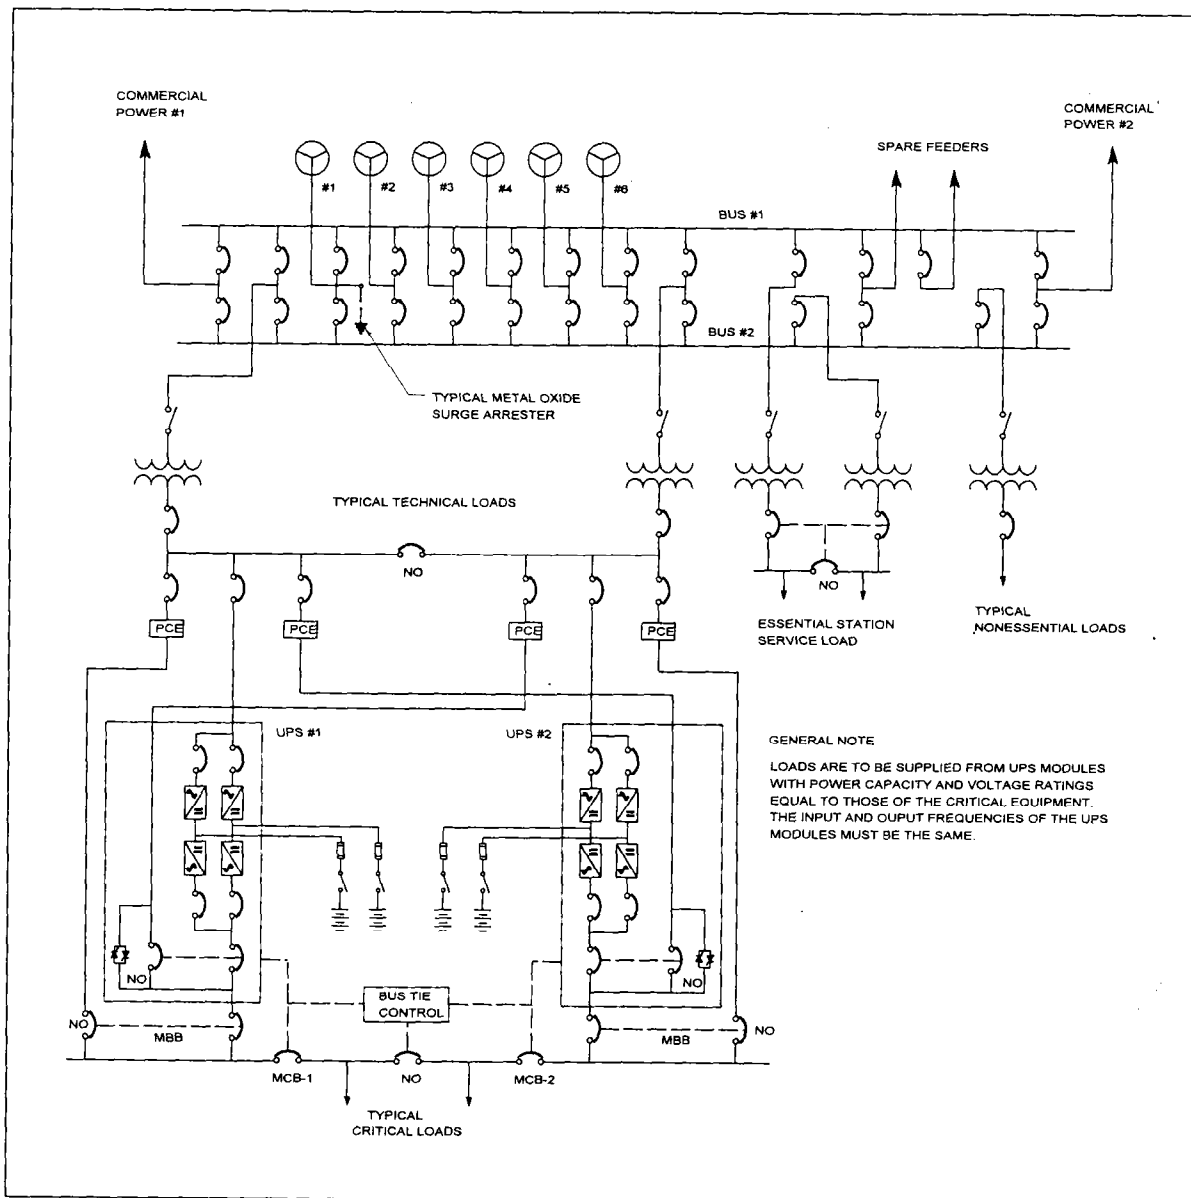 COMMERCIAL
POWER #1
COMMERCIAL
POWER #2
SPARE FEEDERS
#1
#2
#3
#4
#5
#6
BUS #1
BUS #2
TYPICAL METAL OXIDE
SURGE ARRESTER
TYPICAL TECHNICAL LOADS
NO
NO
PCE
PCE
PCE
PCE
ESSENTIAL STATION
SERVICE LOAD
TYPICAL
NONESSENTIAL LOADS
UPS #1
UPS #2
GENERAL NOTE
LOADS ARE TO BE SUPPLIED FROM UPS MODULES
WITH POWER CAPACITY AND VOLTAGE RATINGS
EQUAL TO THOSE OF THE CRITICAL EQUIPMENT.
THE INPUT AND OUPUT FREQUENCIES OF THE UPS
MODULES MUST BE THE SAME.
NO
NO
BUS TIE
CONTROL
NO
MBB
MBB
NO
MCB-1
NO
MCB-2
TYPICAL
CRITICAL LOADS